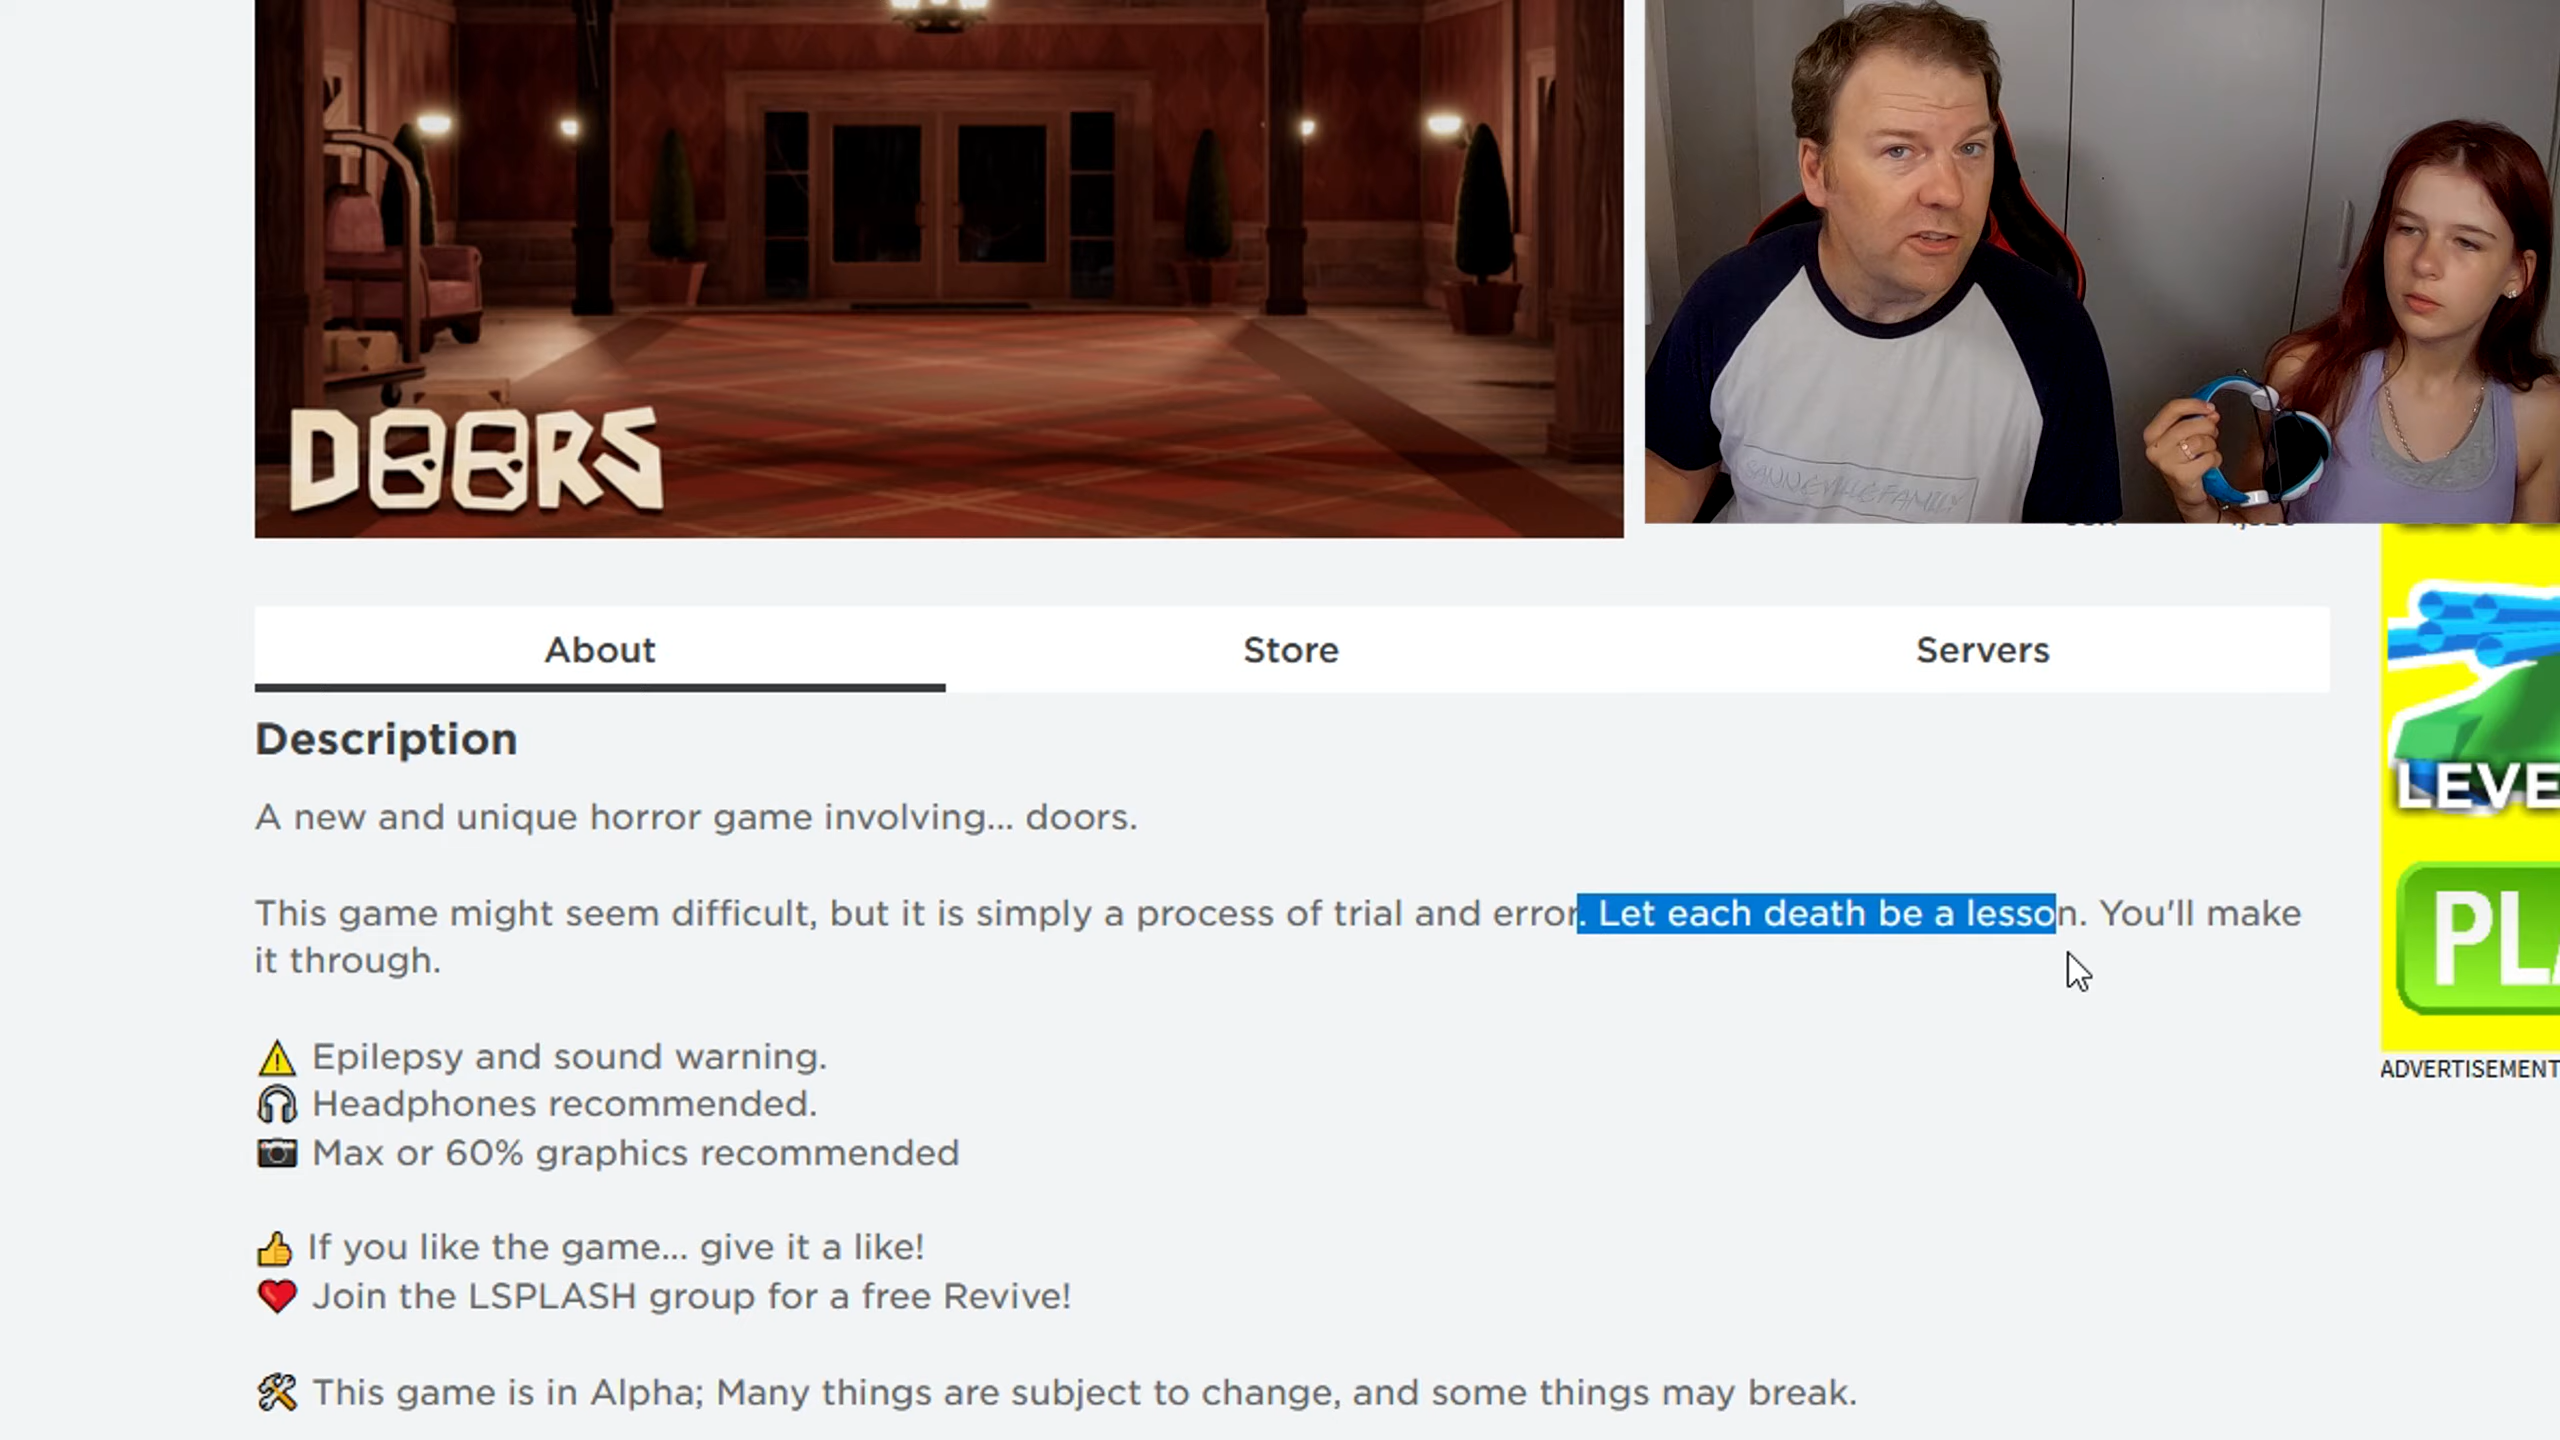 DOORS
SANNEVILLEFAMILY
About Store Servers
Description
LEVE
A new and unique horror game involving... doors.
This game might seem difficult, but it is simply a process of trial and error. Let each death be a lesson. You'll make
it through.
PLA
ADVERTISEMENT
⚠ Epilepsy and sound warning.
🎧 Headphones recommended.
📷 Max or 60% graphics recommended
👍 If you like the game... give it a like!
❤ Join the LSPLASH group for a free Revive!
🛠 This game is in Alpha; Many things are subject to change, and some things may break.